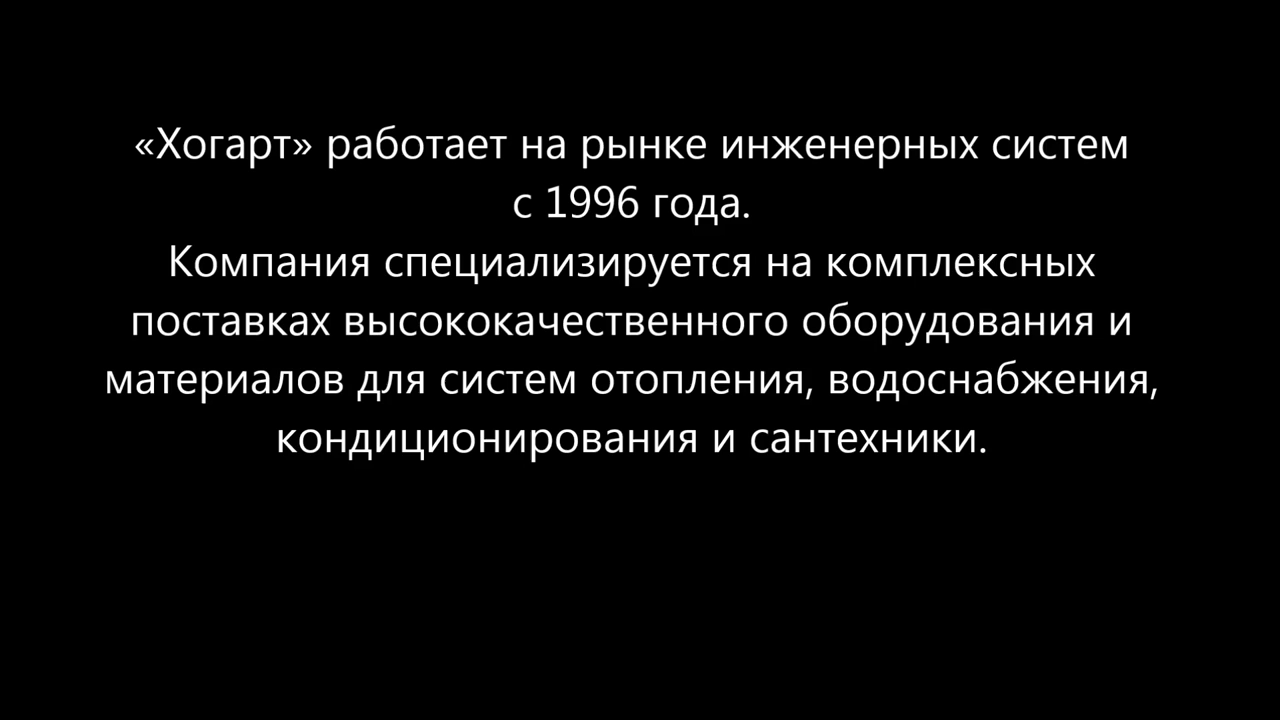 «Хогарт» работает на рынке инженерных систем
с 1996 года.
Компания специализируется на комплексных
поставках высококачественного оборудования и
материалов для систем отопления, водоснабжения,
кондиционирования и сантехники.